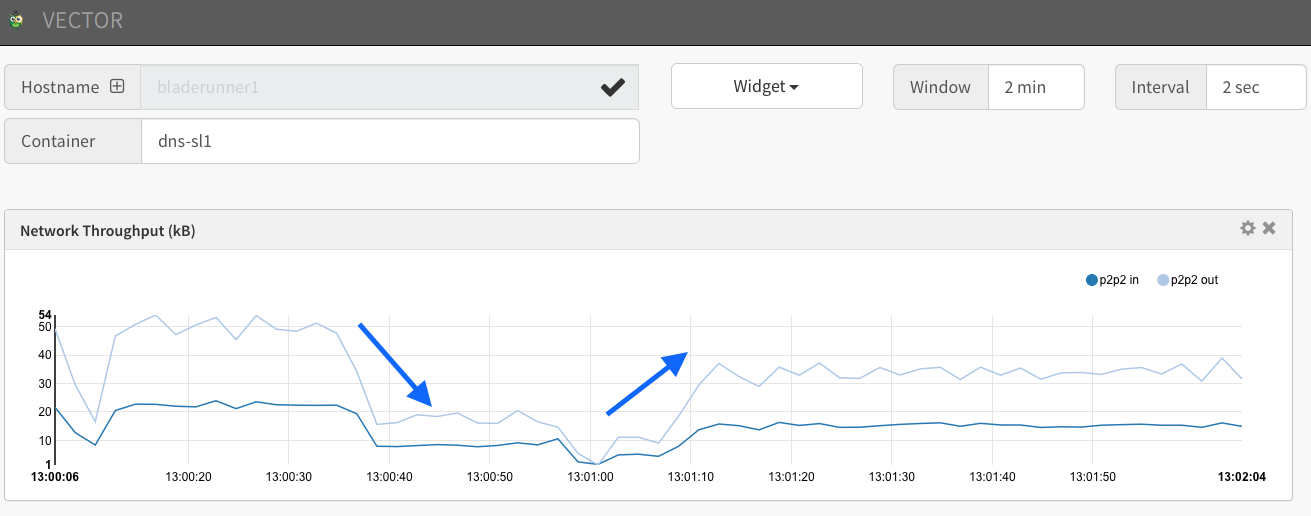 VECTOR
Hostname bladerunner1 Widget Window 2 min Interval 2 sec
Container dns-sl1
Network Throughput (kB)
p2p2 in p2p2 out
54
50
40
30
20
10
1
13:00:06 13:00:20 13:00:30 13:00:40 13:00:50 13:01:00 13:01:10 13:01:20 13:01:30 13:01:40 13:01:50 13:02:04